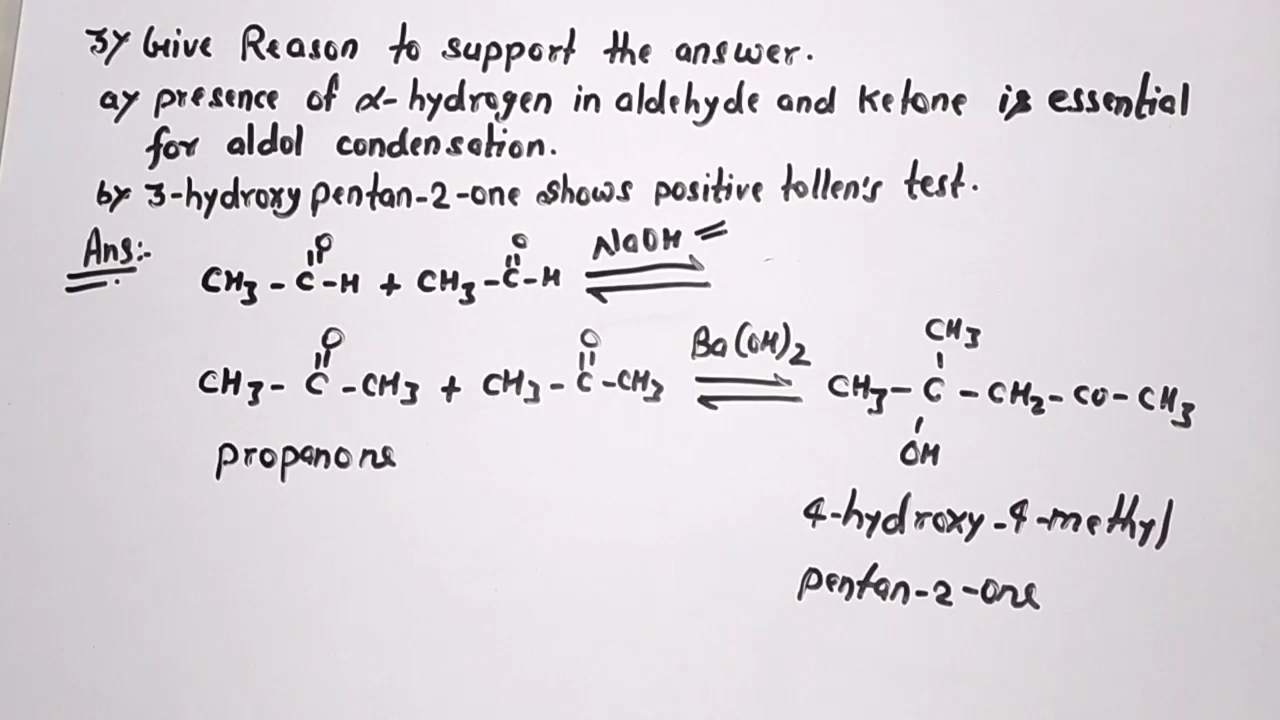 3) Give Reason to support the answer.
a) presence of α-hydrogen in aldehyde and ketone is essential
for aldol condensation.
b) 3-hydroxy pentan-2-one shows positive tollen's test.
Ans:-
O O NaOH
CH3 - C - H + CH3 - C - H ⇌
O O Ba(OH)2 CH3
CH3 - C - CH3 + CH3 - C - CH3 ⇌ CH3 - C - CH2 - CO - CH3
OH
propanone
4-hydroxy-4-methyl
pentan-2-one